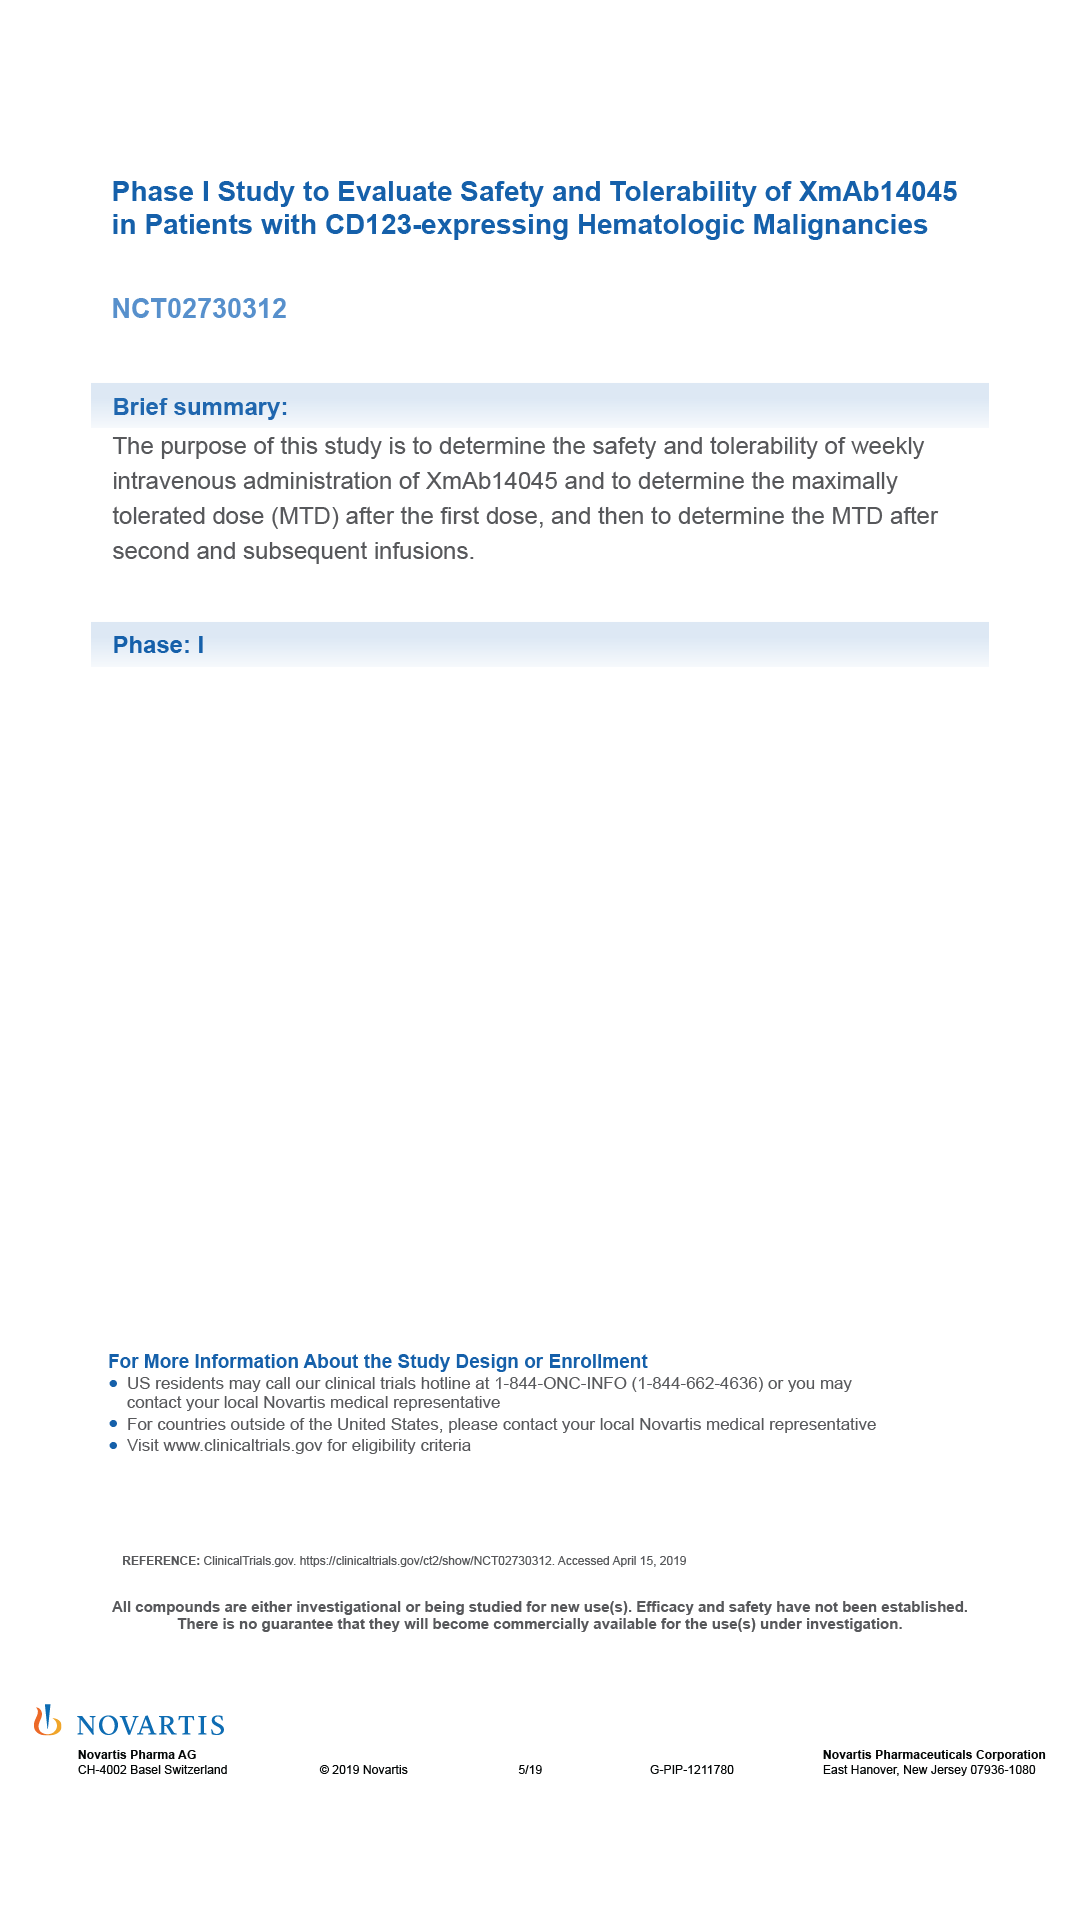 Phase I Study to Evaluate Safety and Tolerability of XmAb14045
in Patients with CD123-expressing Hematologic Malignancies
NCT02730312
Brief summary:
The purpose of this study is to determine the safety and tolerability of weekly
intravenous administration of XmAb14045 and to determine the maximally
tolerated dose (MTD) after the first dose, and then to determine the MTD after
second and subsequent infusions.
Phase: I
For More Information About the Study Design or Enrollment
● US residents may call our clinical trials hotline at 1-844-ONC-INFO (1-844-662-4636) or you may
contact your local Novartis medical representative
● For countries outside of the United States, please contact your local Novartis medical representative
● Visit www.clinicaltrials.gov for eligibility criteria
REFERENCE: ClinicalTrials.gov. https://clinicaltrials.gov/ct2/show/NCT02730312. Accessed April 15, 2019
All compounds are either investigational or being studied for new use(s). Efficacy and safety have not been established.
There is no guarantee that they will become commercially available for the use(s) under investigation.
NOVARTIS
Novartis Pharma AG Novartis Pharmaceuticals Corporation
CH-4002 Basel Switzerland © 2019 Novartis 5/19 G-PIP-1211780 East Hanover, New Jersey 07936-1080